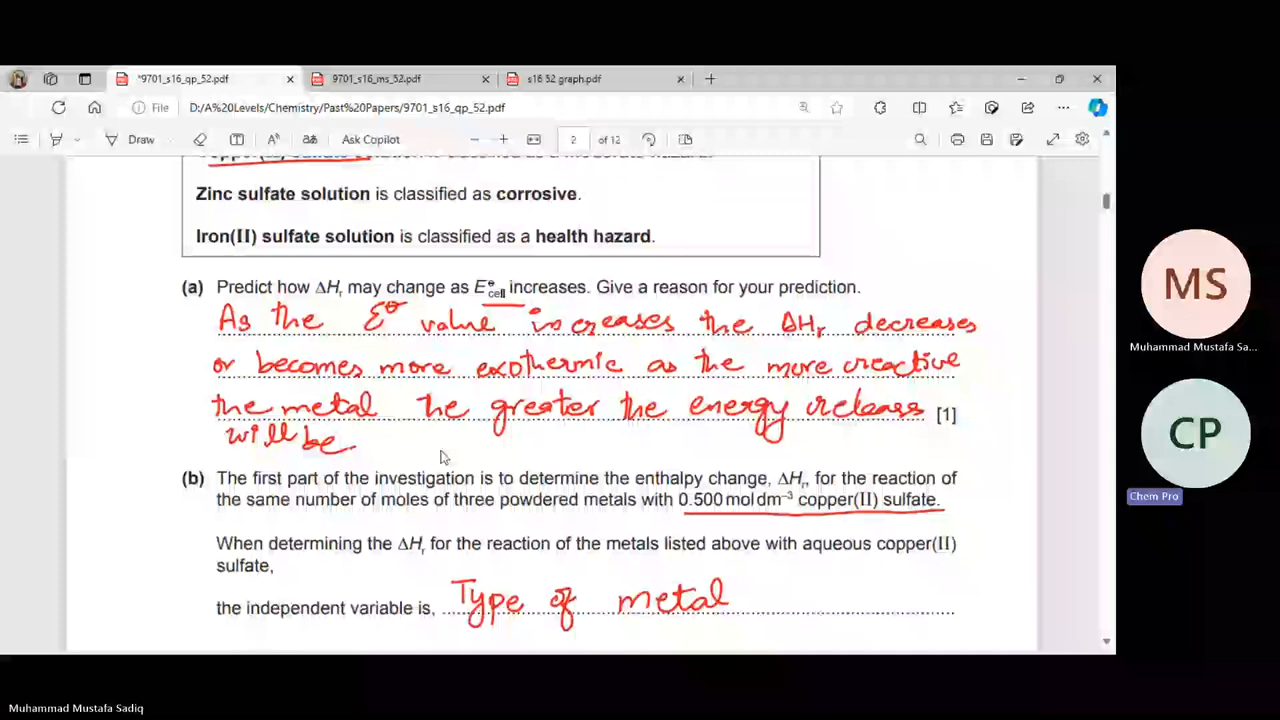 *9701_s16_qp_52.pdf
9701_s16_ms_52.pdf
s16 52 graph.pdf
File D:/A%20Levels/Chemistry/Past%20Papers/9701_s16_qp_52.pdf
Draw Ask Copilot 2 of 12
Zinc sulfate solution is classified as corrosive.
Iron(II) sulfate solution is classified as a health hazard.
(a) Predict how ΔHr may change as E⦵cell increases. Give a reason for your prediction.
As the E⦵ value increases the ΔHr decreases
or becomes more exothermic as the more reactive
the metal the greater the energy release [1]
will be
(b) The first part of the investigation is to determine the enthalpy change, ΔHr, for the reaction of
the same number of moles of three powdered metals with 0.500 mol dm⁻³ copper(II) sulfate.
When determining the ΔHr for the reaction of the metals listed above with aqueous copper(II)
sulfate,
the independent variable is, Type of metal
MS
Muhammad Mustafa Sa...
CP
Chem Pro
Muhammad Mustafa Sadiq